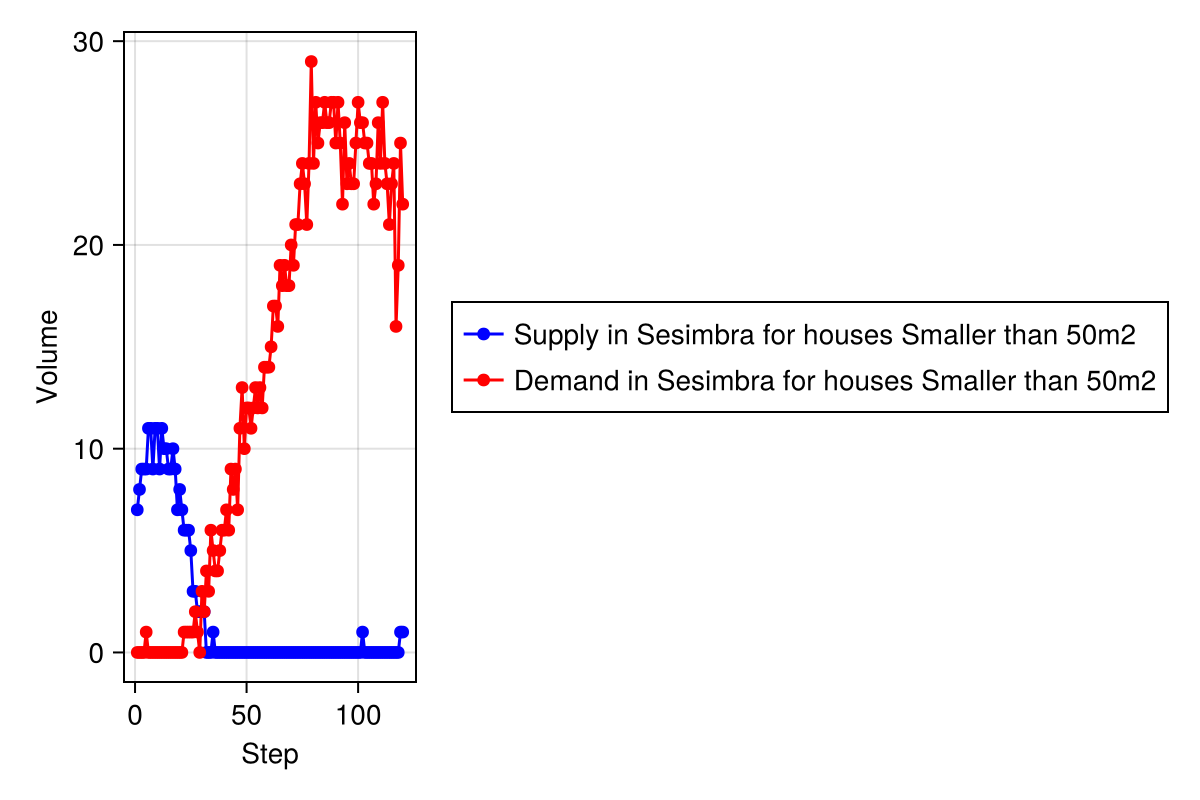 30
20
10
0
Volume
0 50 100
Step
Supply in Sesimbra for houses Smaller than 50m2
Demand in Sesimbra for houses Smaller than 50m2